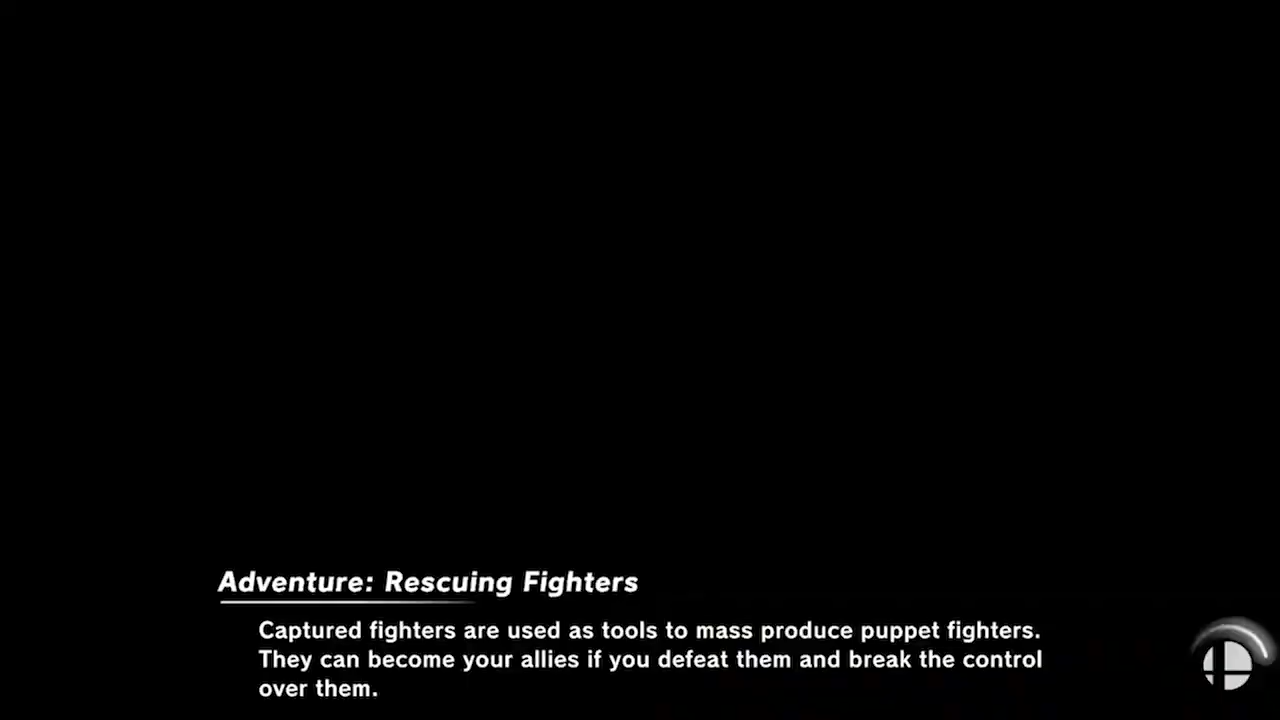 Adventure: Rescuing Fighters
Captured fighters are used as tools to mass produce puppet fighters.
They can become your allies if you defeat them and break the control
over them.